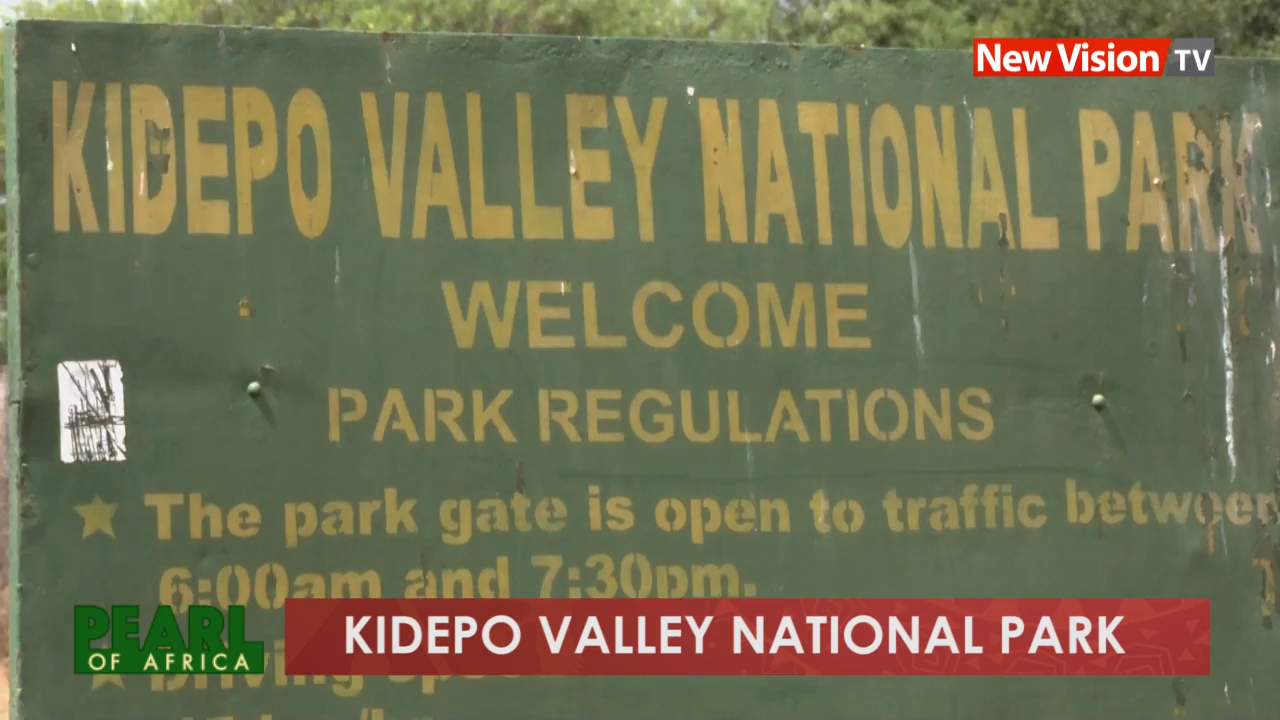 New Vision TV
KIDEPO VALLEY NATIONAL PARK
WELCOME
PARK REGULATIONS
The park gate is open to traffic between
6:00am and 7:30pm.
PEARL
OF AFRICA
KIDEPO VALLEY NATIONAL PARK
Driving